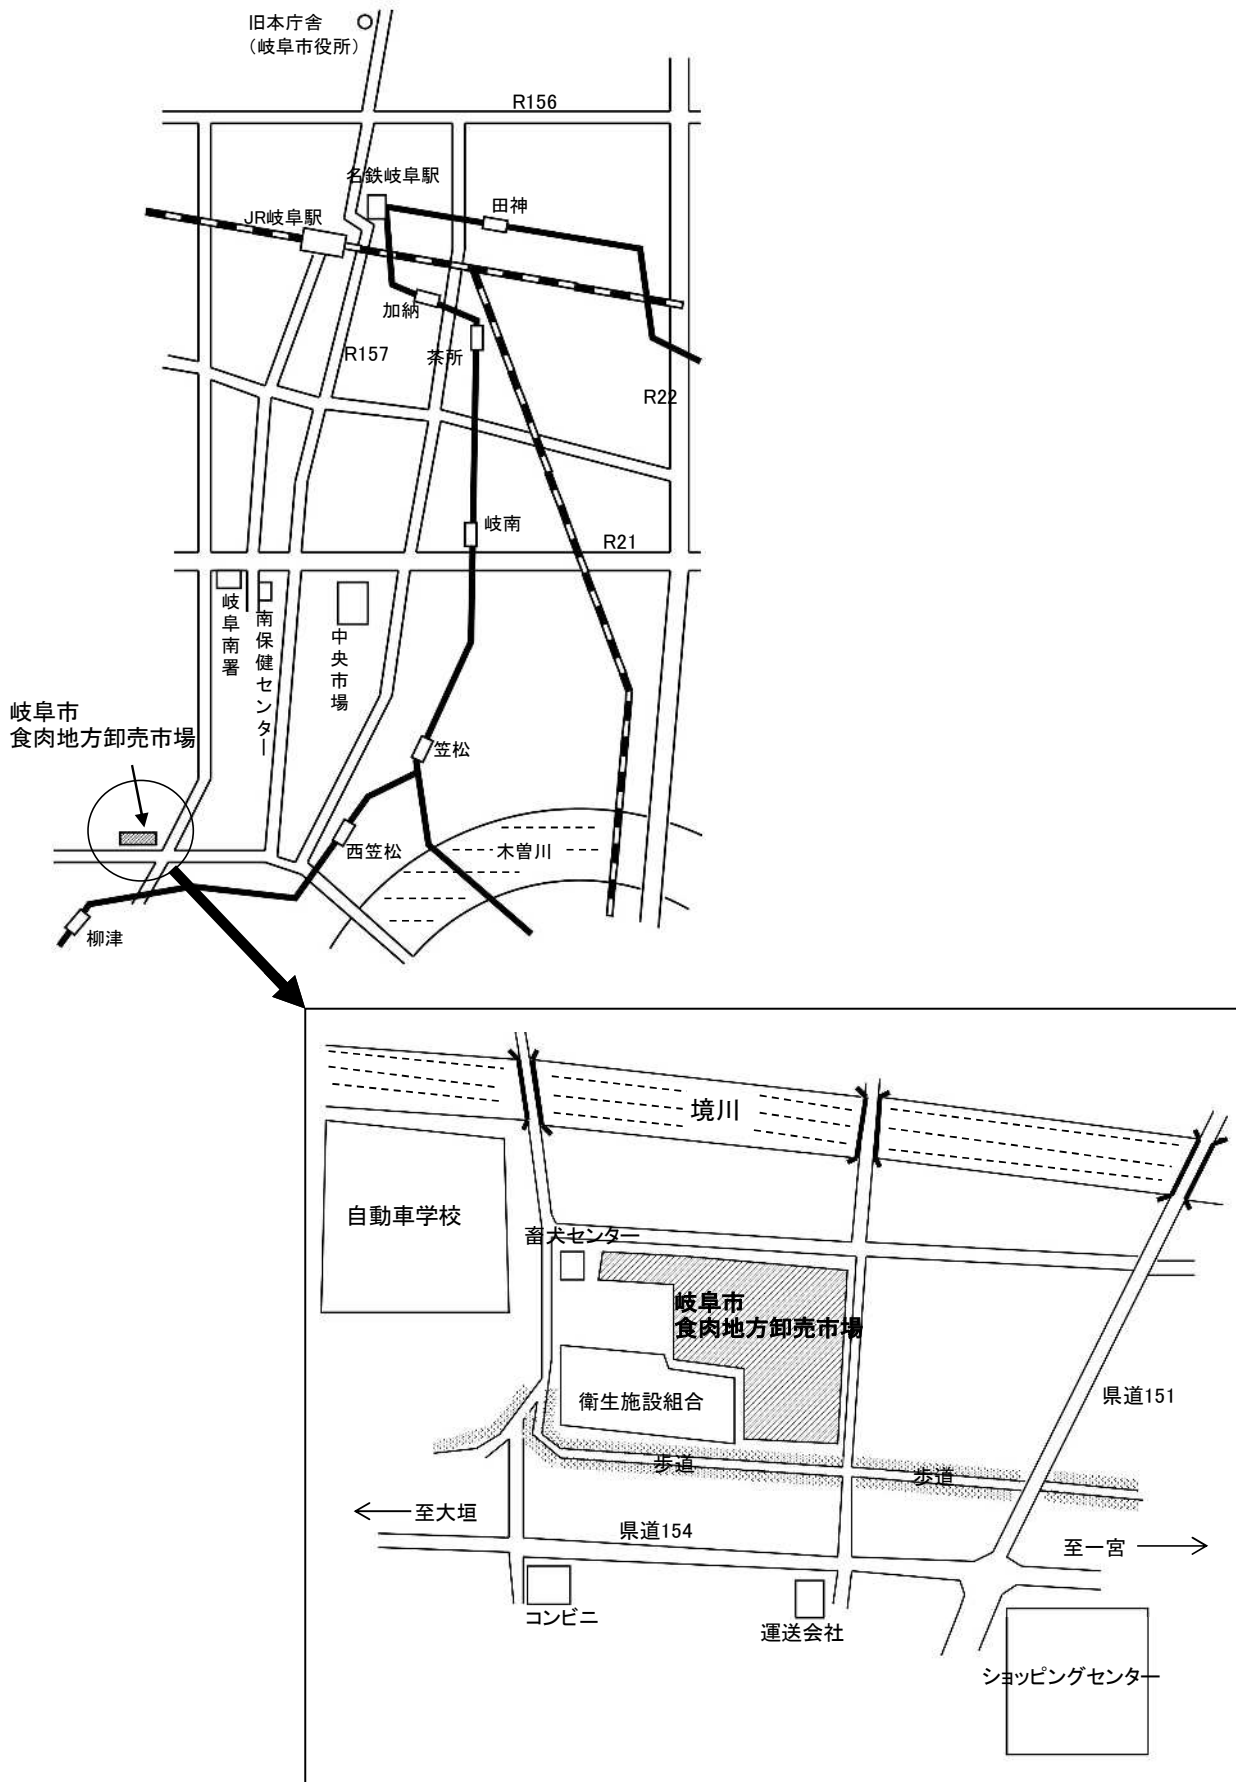 旧本庁舎
（岐阜市役所）
R156
名鉄岐阜駅
田神
JR岐阜駅
加納
茶所
R157
R22
岐南
R21
岐阜南署
南保健センター
中央市場
岐阜市
食肉地方卸売市場
笠松
西笠松
木曽川
柳津
境川
自動車学校
畜犬センター
岐阜市
食肉地方卸売市場
衛生施設組合
県道151
歩道
歩道
至大垣
県道154
至一宮
コンビニ
運送会社
ショッピングセンター